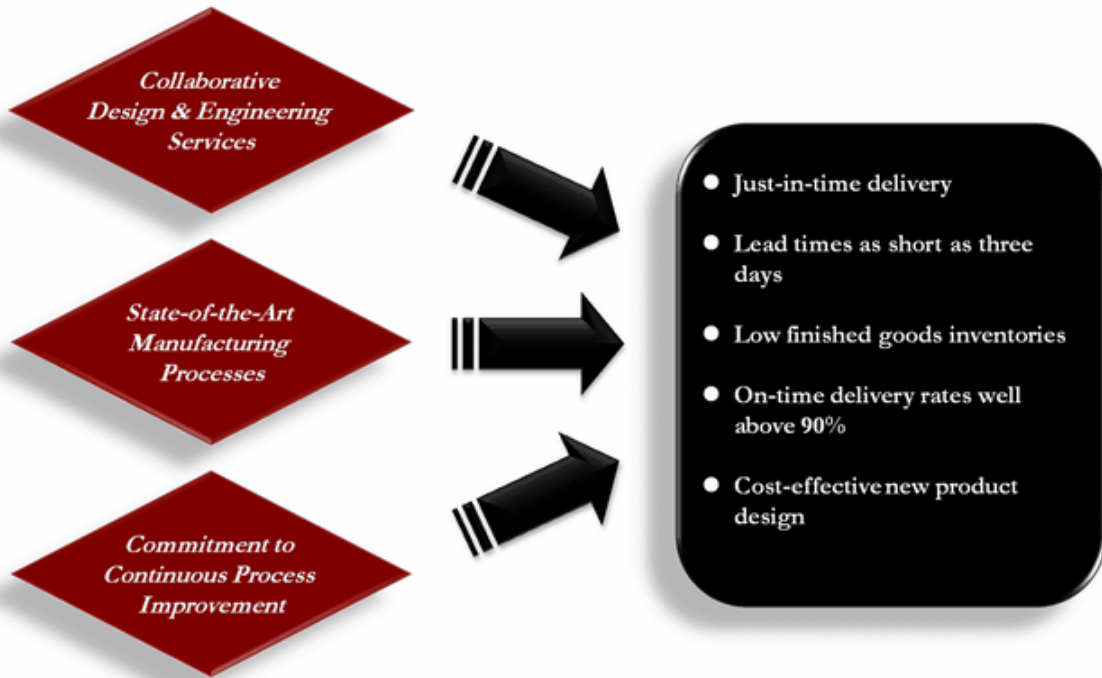 Collaborative
Design & Engineering
Services
State-of-the-Art
Manufacturing
Processes
Commitment to
Continuous Process
Improvement
Just-in-time delivery
Lead times as short as three
days
Low finished goods inventories
On-time delivery rates well
above 90%
Cost-effective new product
design